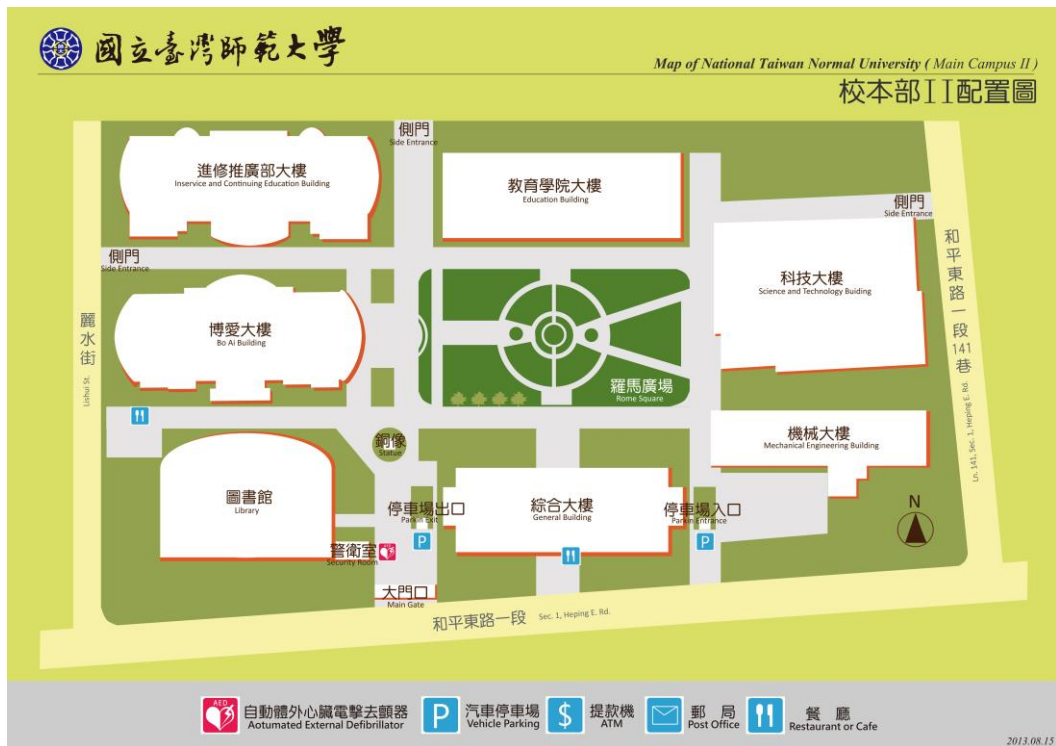 國立臺灣師範大學
Map of National Taiwan Normal University ( Main Campus II )
校本部II配置圖
側門
Side Entrance
進修推廣部大樓
Inservice and Continuing Education Building
教育學院大樓
Education Building
側門
Side Entrance
側門
Side Entrance
和平東路一段141巷
Ln. 141, Sec. 1, Heping E. Rd.
科技大樓
Science and Technology Buiding
麗水街
Lishui St.
博愛大樓
Bo Ai Building
羅馬廣場
Rome Square
銅像
Statue
機械大樓
Mechanical Engineering Building
圖書館
Library
停車場出口
Parkin Exit
綜合大樓
General Building
停車場入口
Parkin Entrance
N
P
P
警衛室
Security Room
大門口
Main Gate
和平東路一段
Sec. 1, Heping E. Rd.
AED
自動體外心臟電擊去顫器
Aotumated External Defibrillator
P
汽車停車場
Vehicle Parking
$
提款機
ATM
郵 局
Post Office
餐 廳
Restaurant or Cafe
2013.08.15